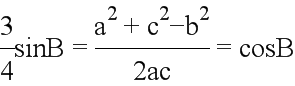 3/4 sinB = (a² + c² − b²)/2ac = cosB